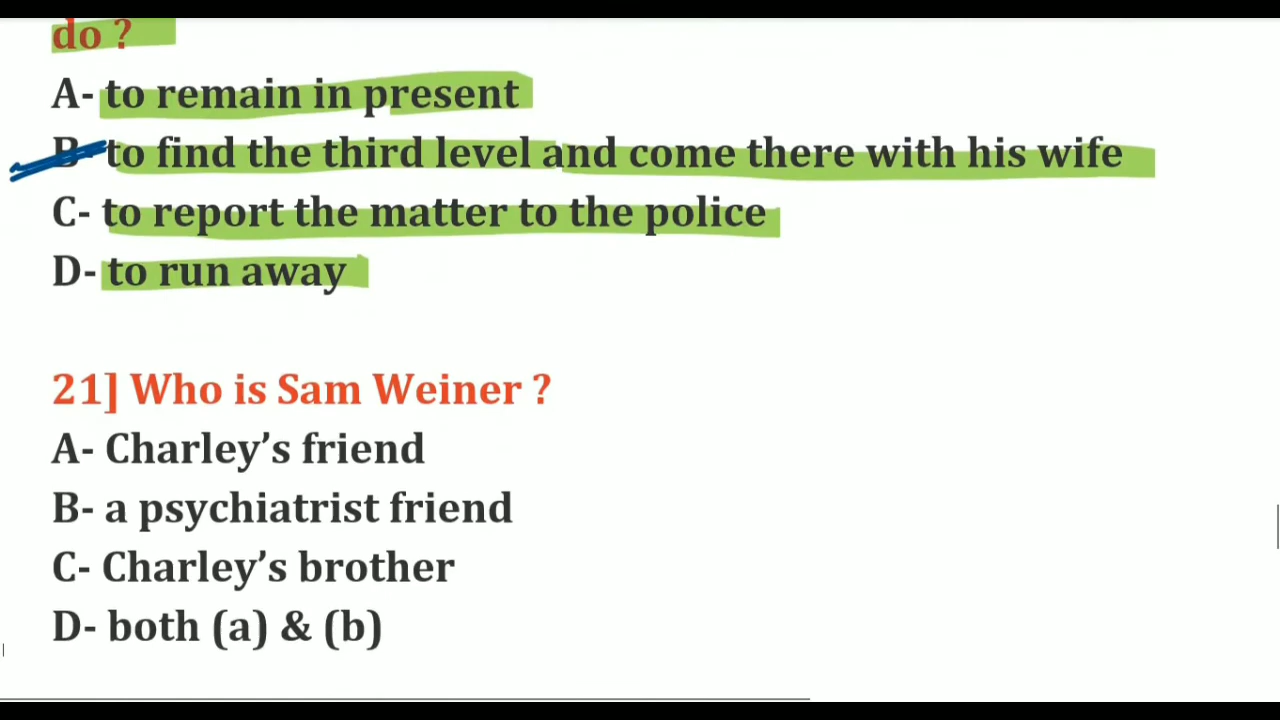 do ?
A- to remain in present
B- to find the third level and come there with his wife
C- to report the matter to the police
D- to run away
21] Who is Sam Weiner ?
A- Charley’s friend
B- a psychiatrist friend
C- Charley’s brother
D- both (a) & (b)